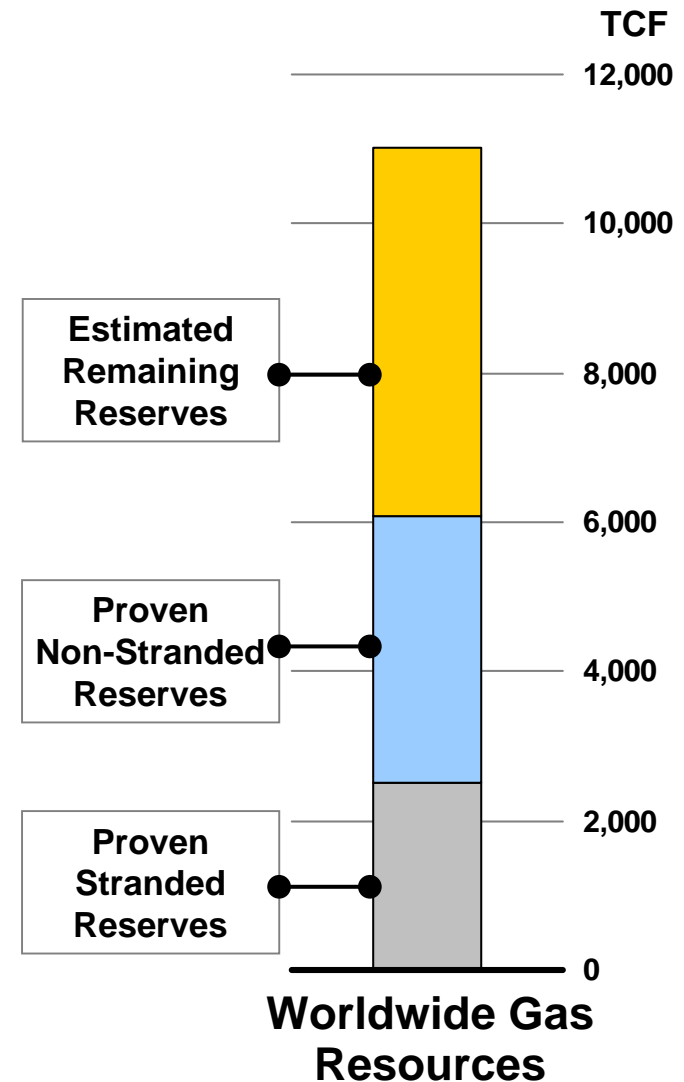 TCF
12,000
10,000
Estimated
Remaining
Reserves
8,000
6,000
Proven
Non-Stranded
Reserves
4,000
2,000
Proven
Stranded
Reserves
0
Worldwide Gas
Resources